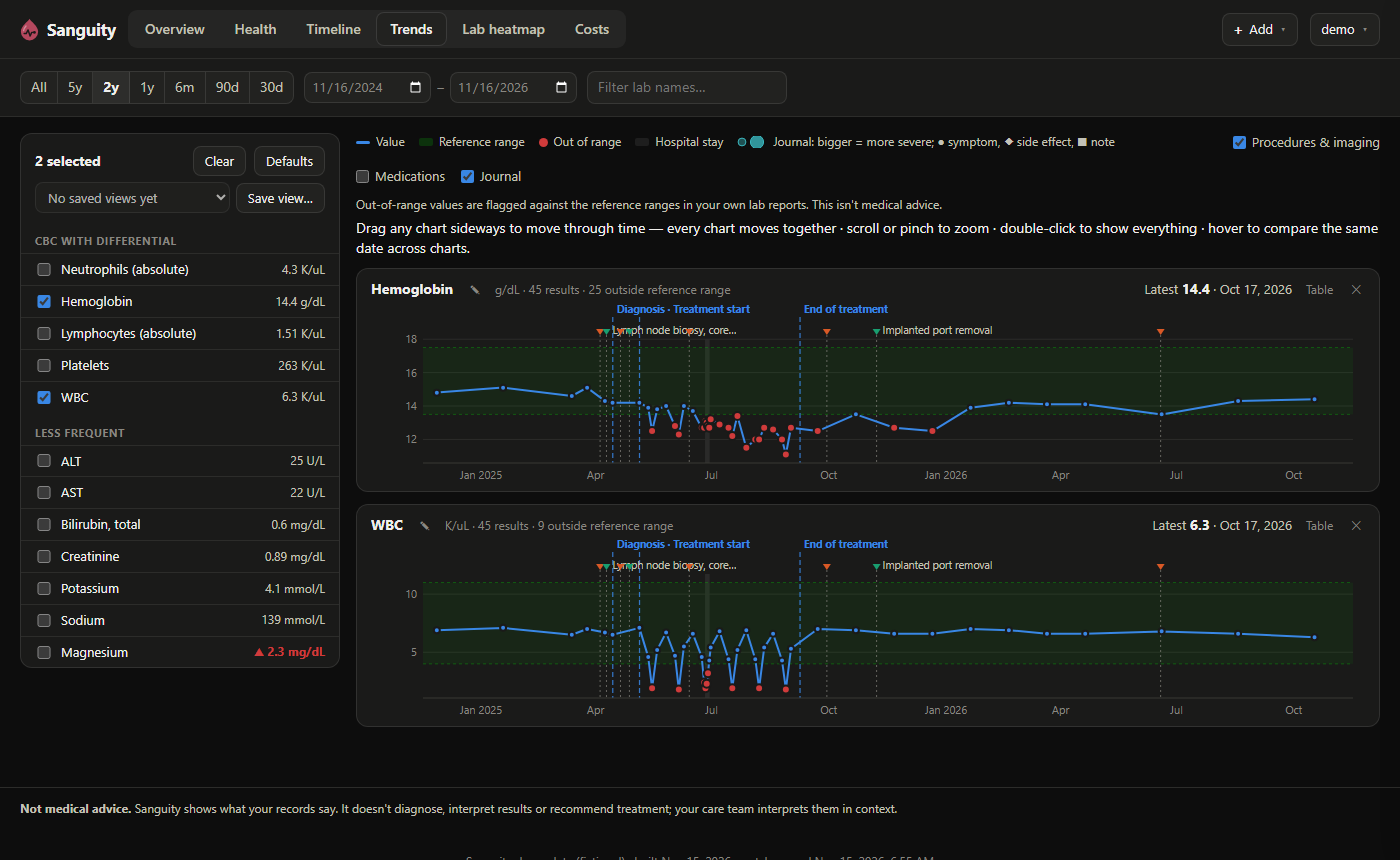 Sanguity Overview Health Timeline Trends Lab heatmap Costs + Add demo
All 5y 2y 1y 6m 90d 30d 11/16/2024 – 11/16/2026 Filter lab names...
2 selected Clear Defaults
No saved views yet Save view...
CBC WITH DIFFERENTIAL
Neutrophils (absolute) 4.3 K/uL
Hemoglobin 14.4 g/dL
Lymphocytes (absolute) 1.51 K/uL
Platelets 263 K/uL
WBC 6.3 K/uL
LESS FREQUENT
ALT 25 U/L
AST 22 U/L
Bilirubin, total 0.6 mg/dL
Creatinine 0.89 mg/dL
Potassium 4.1 mmol/L
Sodium 139 mmol/L
Magnesium ▲ 2.3 mg/dL
Value Reference range Out of range Hospital stay Journal: bigger = more severe; ● symptom, ◆ side effect, ■ note Procedures & imaging
Medications Journal
Out-of-range values are flagged against the reference ranges in your own lab reports. This isn't medical advice.
Drag any chart sideways to move through time — every chart moves together · scroll or pinch to zoom · double-click to show everything · hover to compare the same
date across charts.
Hemoglobin g/dL · 45 results · 25 outside reference range Latest 14.4 · Oct 17, 2026 Table
Diagnosis · Treatment start End of treatment
Lymph node biopsy, core... Implanted port removal
18
16
14
12
Jan 2025 Apr Jul Oct Jan 2026 Apr Jul Oct
WBC K/uL · 45 results · 9 outside reference range Latest 6.3 · Oct 17, 2026 Table
Diagnosis · Treatment start End of treatment
Lymph node biopsy, core... Implanted port removal
10
5
Jan 2025 Apr Jul Oct Jan 2026 Apr Jul Oct
Not medical advice. Sanguity shows what your records say. It doesn't diagnose, interpret results or recommend treatment; your care team interprets them in context.